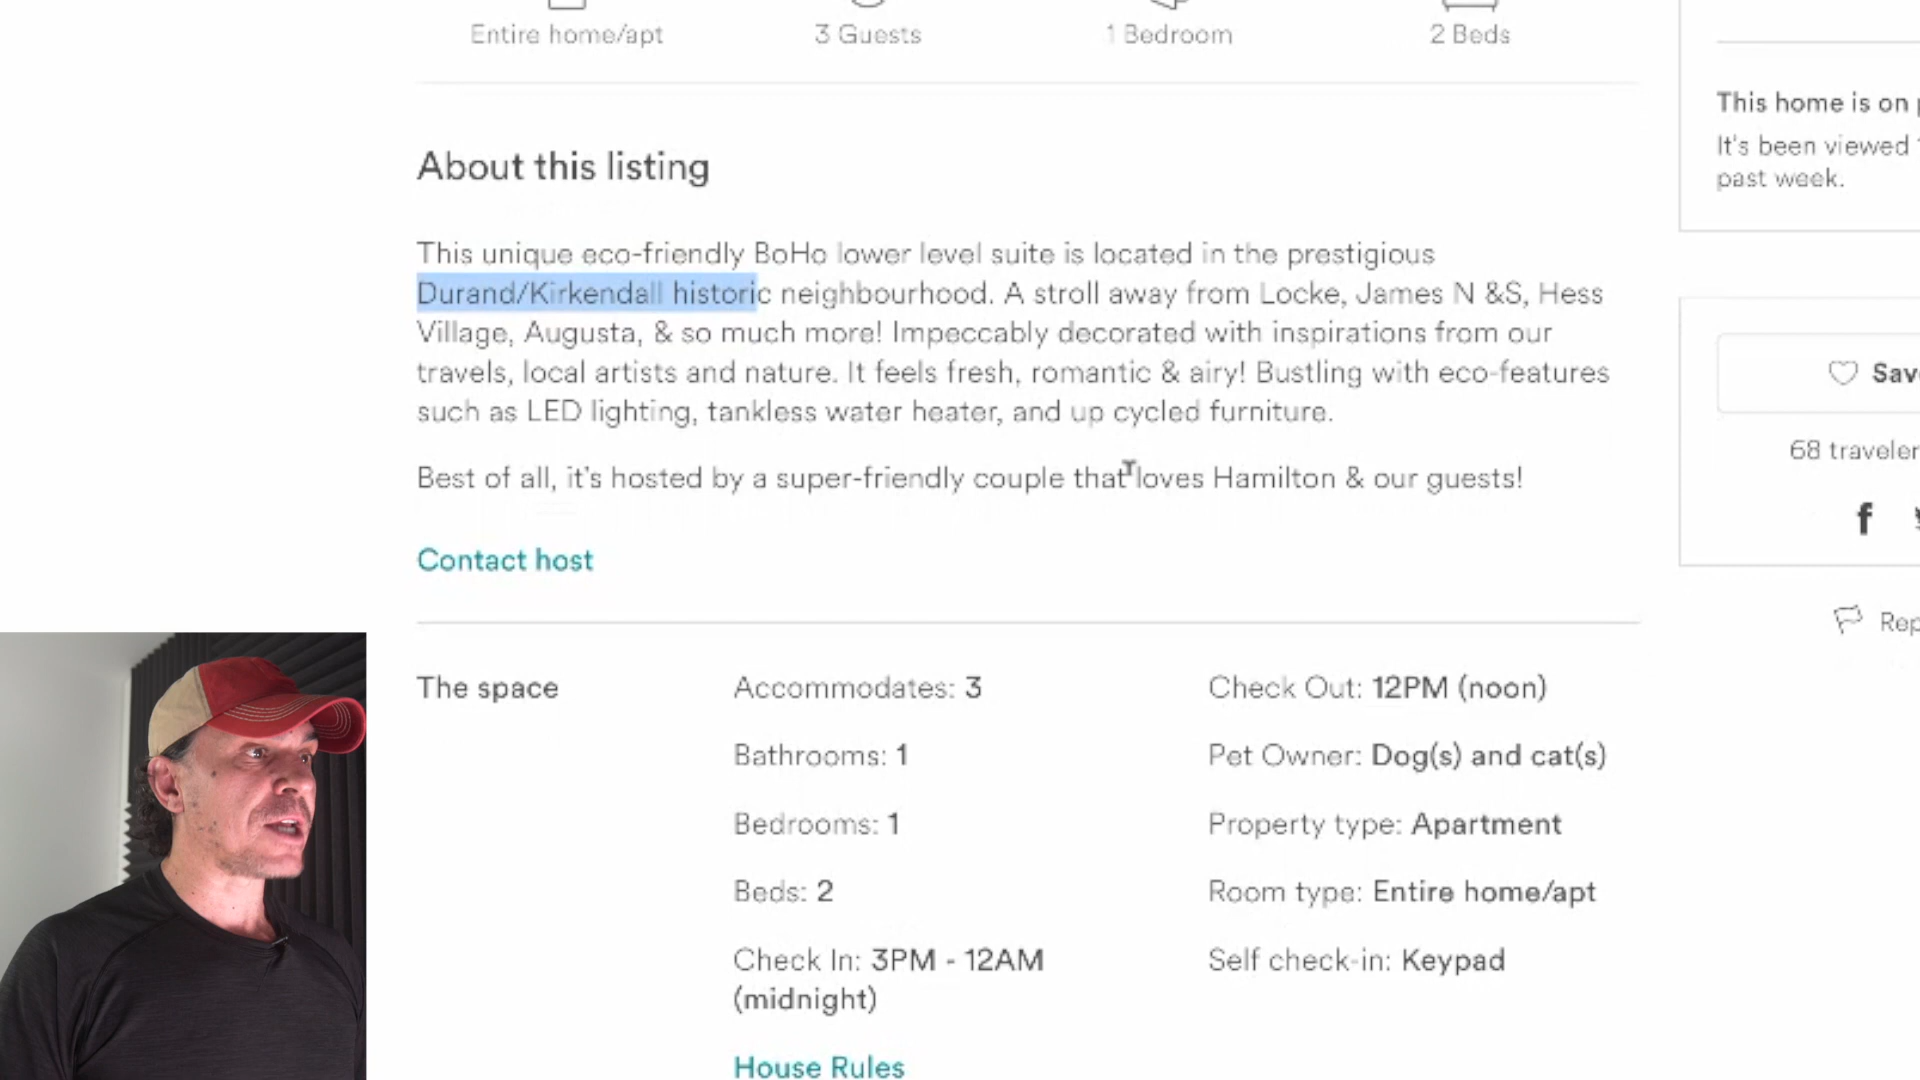 Entire home/apt
3 Guests
1 Bedroom
2 Beds
About this listing
This unique eco-friendly BoHo lower level suite is located in the prestigious
Durand/Kirkendall historic neighbourhood. A stroll away from Locke, James N &S, Hess
Village, Augusta, & so much more! Impeccably decorated with inspirations from our
travels, local artists and nature. It feels fresh, romantic & airy! Bustling with eco-features
such as LED lighting, tankless water heater, and up cycled furniture.
Best of all, it's hosted by a super-friendly couple that loves Hamilton & our guests!
Contact host
The space
Accommodates: 3
Bathrooms: 1
Bedrooms: 1
Beds: 2
Check In: 3PM - 12AM
(midnight)
House Rules
Check Out: 12PM (noon)
Pet Owner: Dog(s) and cat(s)
Property type: Apartment
Room type: Entire home/apt
Self check-in: Keypad
This home is on
It's been viewed
past week.
Sav
68 traveler
f
Rep